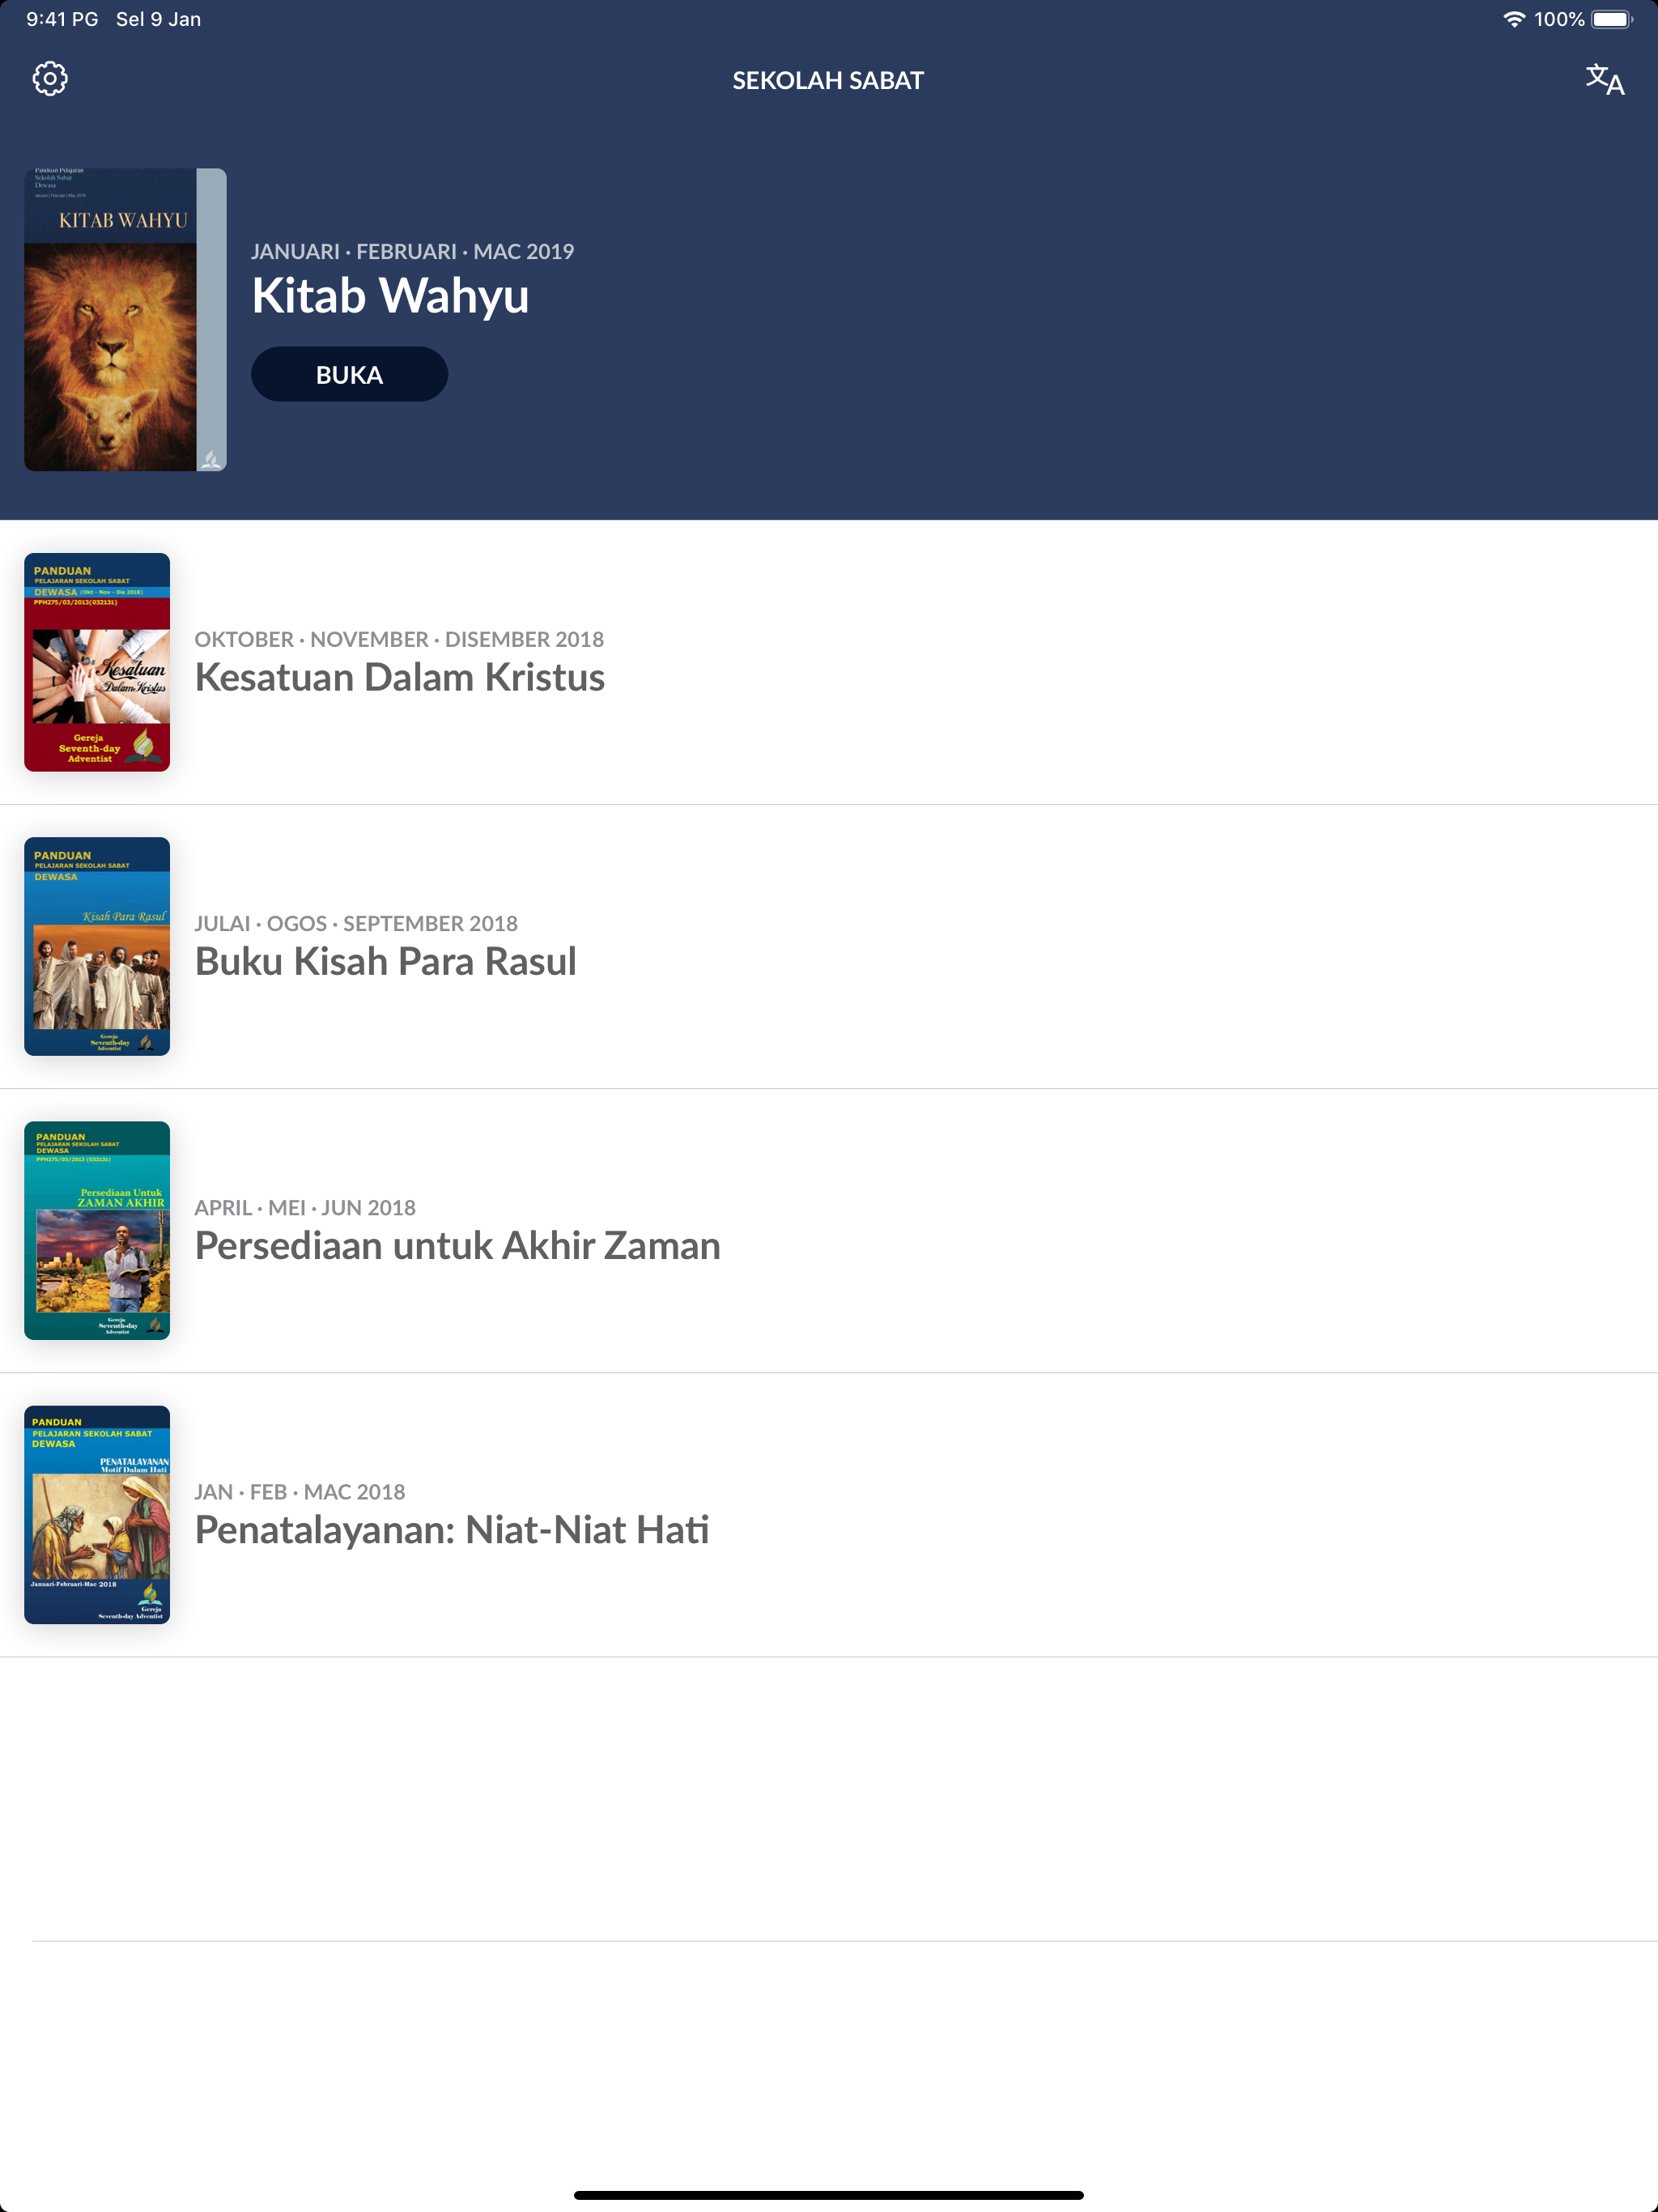 9:41 PG Sel 9 Jan
100%
SEKOLAH SABAT
文A
Panduan Pelajaran
Sekolah Sabat
Dewasa
Januari | Februari | Mac 2019
KITAB WAHYU
JANUARI · FEBRUARI · MAC 2019
Kitab Wahyu
BUKA
PANDUAN
PELAJARAN SEKOLAH SABAT
DEWASA (Okt - Nov - Dis 2018)
PPH275/03/2013(032131)
Kesatuan
Dalam Kristus
Gereja
Seventh-day
Adventist
OKTOBER · NOVEMBER · DISEMBER 2018
Kesatuan Dalam Kristus
PANDUAN
PELAJARAN SEKOLAH SABAT
DEWASA
Kisah Para Rasul
Gereja
Seventh-day
Adventist
JULAI · OGOS · SEPTEMBER 2018
Buku Kisah Para Rasul
PANDUAN
PELAJARAN SEKOLAH SABAT
DEWASA
PPH275/03/2013 (032131)
Persediaan Untuk
ZAMAN AKHIR
Gereja
Seventh-day
Adventist
APRIL · MEI · JUN 2018
Persediaan untuk Akhir Zaman
PANDUAN
PELAJARAN SEKOLAH SABAT
DEWASA
PENATALAYANAN
Motif Dalam Hati
Januari-Februari-Mac 2018
Gereja
Seventh-day Adventist
JAN · FEB · MAC 2018
Penatalayanan: Niat-Niat Hati